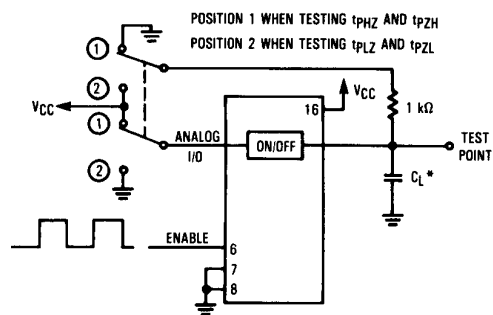 POSITION 1 WHEN TESTING tPHZ AND tPZH
POSITION 2 WHEN TESTING tPLZ AND tPZL
1
2
VCC
1
2
VCC
16
1 kΩ
ANALOG
I/O
ON/OFF
TEST
POINT
CL*
ENABLE
6
7
8